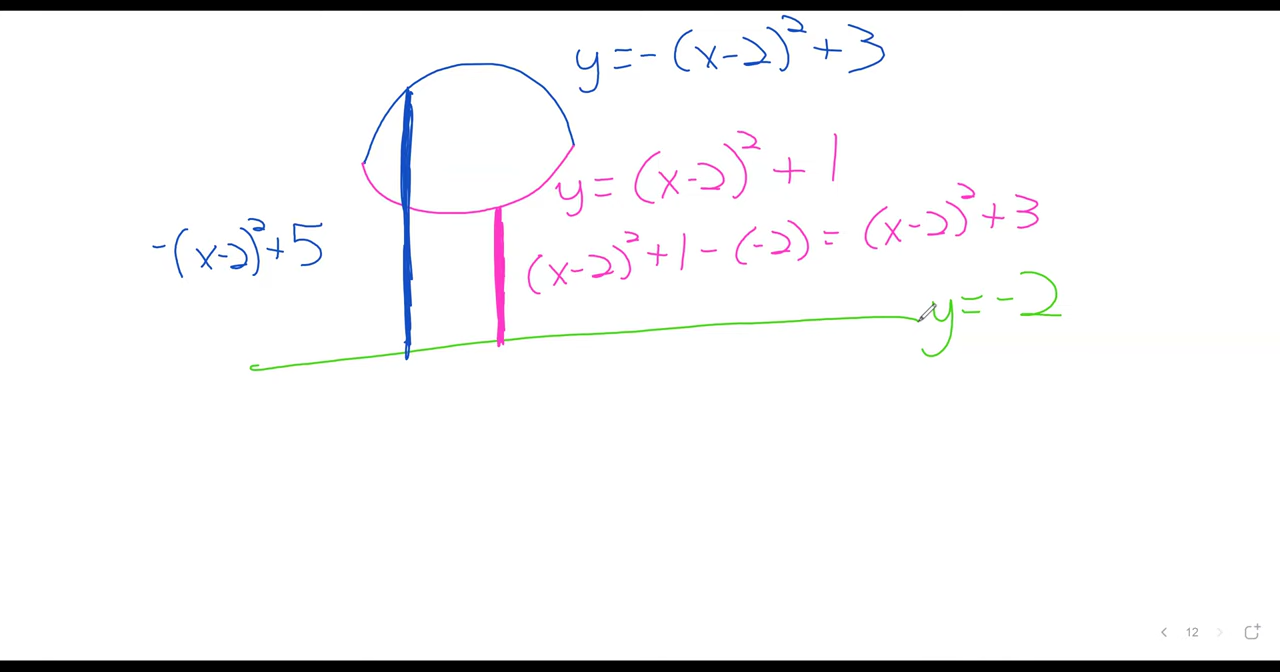 y = -(x-2)² + 3
y = (x-2)² + 1
-(x-2)² + 5
(x-2)² + 1 - (-2) = (x-2)² + 3
y = -2
12